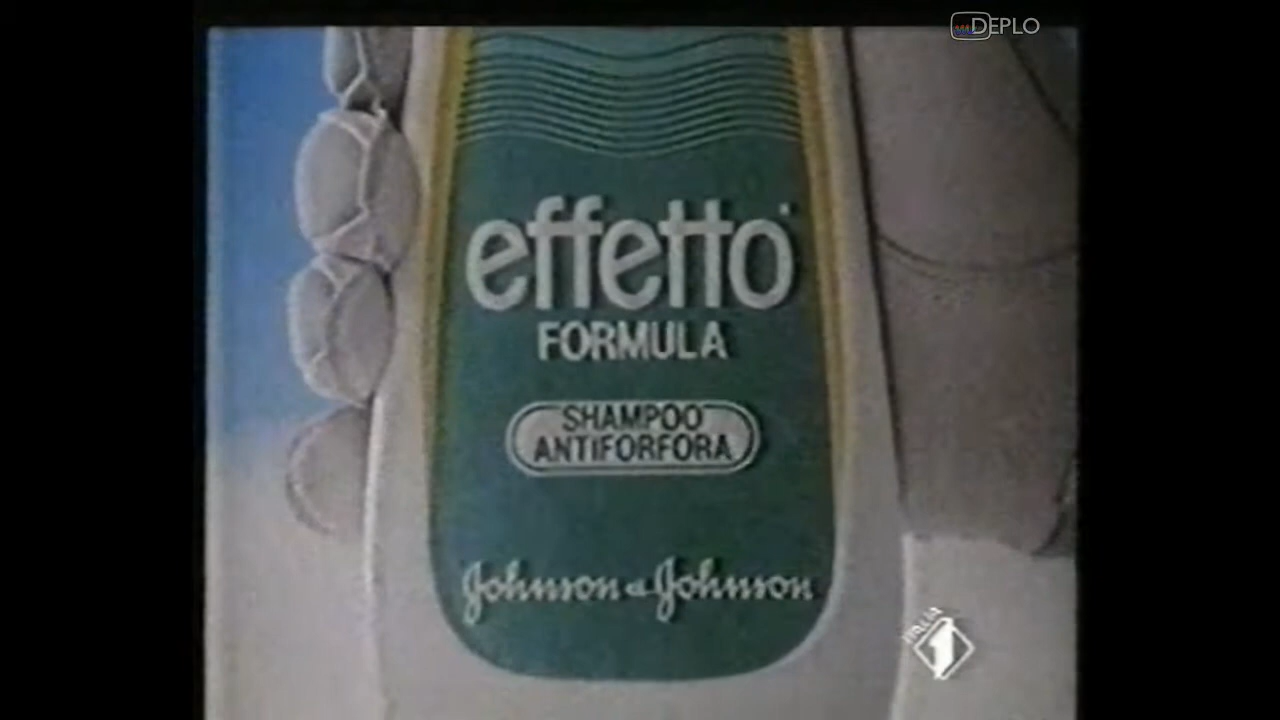 DEPLO
effetto
FORMULA
SHAMPOO
ANTIFORFORA
Johnson & Johnson
ITALIA
1